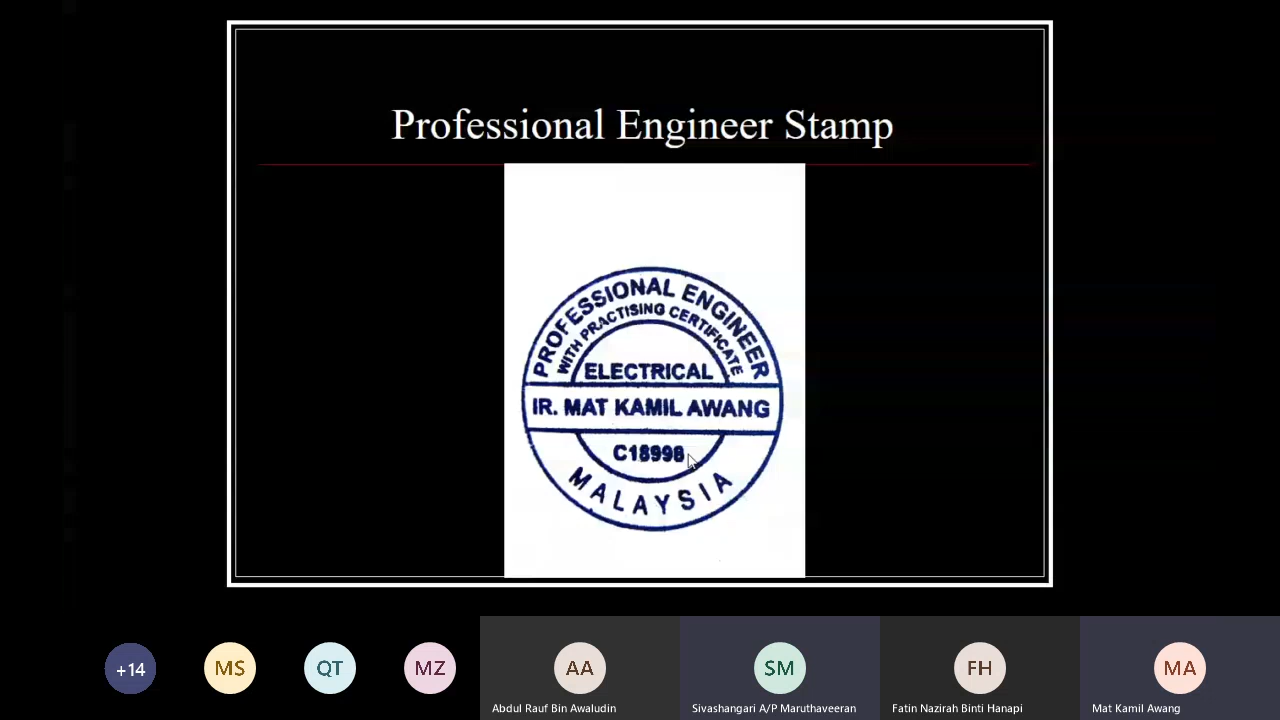 Professional Engineer Stamp
PROFESSIONAL ENGINEER
WITH PRACTISING CERTIFICATE
ELECTRICAL
IR. MAT KAMIL AWANG
C18998
MALAYSIA
+14
MS
QT
MZ
AA
SM
FH
MA
Abdul Rauf Bin Awaludin
Sivashangari A/P Maruthaveeran
Fatin Nazirah Binti Hanapi
Mat Kamil Awang